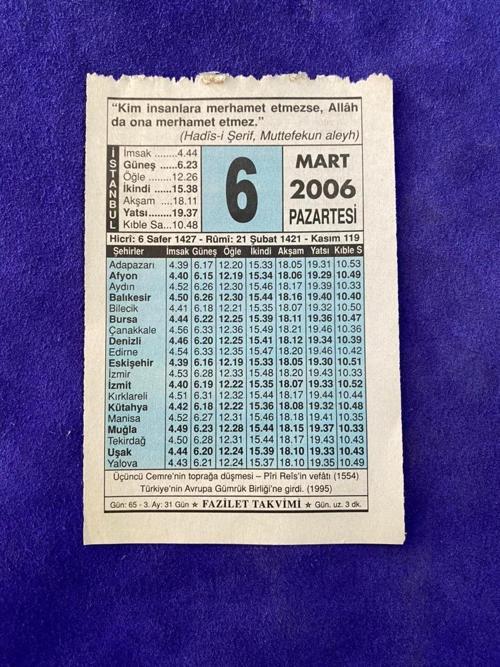 "Kim insanlara merhamet etmezse, Allâh
da ona merhamet etmez."
(Hadîs-i Şerif, Muttefekun aleyh)
İSTANBUL
İmsak ........4.44
Güneş ......6.23
Öğle .......12.26
İkindi .....15.38
Akşam ....18.11
Yatsı.......19.37
Kıble Sa...10.48
6
MART
2006
PAZARTESİ
Hicrî: 6 Safer 1427 - Rûmî: 21 Şubat 1421 - Kasım 119
Şehirler İmsak Güneş Öğle İkindi Akşam Yatsı Kıble S
Adapazarı 4.39 6.17 12.20 15.33 18.05 19.31 10.53
Afyon 4.40 6.15 12.19 15.34 18.06 19.29 10.49
Aydın 4.52 6.26 12.30 15.46 18.17 19.39 10.33
Balıkesir 4.50 6.26 12.30 15.44 18.16 19.40 10.40
Bilecik 4.41 6.18 12.21 15.35 18.07 19.32 10.50
Bursa 4.44 6.22 12.25 15.39 18.11 19.36 10.47
Çanakkale 4.56 6.33 12.36 15.49 18.21 19.46 10.36
Denizli 4.46 6.20 12.25 15.41 18.12 19.34 10.39
Edirne 4.54 6.33 12.35 15.47 18.20 19.46 10.42
Eskişehir 4.39 6.16 12.19 15.33 18.05 19.30 10.51
İzmir 4.53 6.28 12.33 15.48 18.20 19.43 10.33
İzmit 4.40 6.19 12.22 15.35 18.07 19.33 10.52
Kırklareli 4.51 6.31 12.32 15.44 18.17 19.44 10.44
Kütahya 4.42 6.18 12.22 15.36 18.08 19.32 10.48
Manisa 4.52 6.27 12.31 15.46 18.18 19.41 10.35
Muğla 4.49 6.23 12.28 15.44 18.15 19.37 10.33
Tekirdağ 4.50 6.28 12.31 15.44 18.17 19.43 10.43
Uşak 4.44 6.20 12.24 15.39 18.10 19.33 10.43
Yalova 4.43 6.21 12.24 15.37 18.10 19.35 10.49
Üçüncü Cemre'nin toprağa düşmesi – Pîrî Reîs'in vefâtı (1554)
Türkiye'nin Avrupa Gümrük Birliği'ne girdi. (1995)
Gün: 65 - 3. Ay: 31 Gün ★ FAZİLET TAKVİMİ ★ Gün. uz. 3 dk.